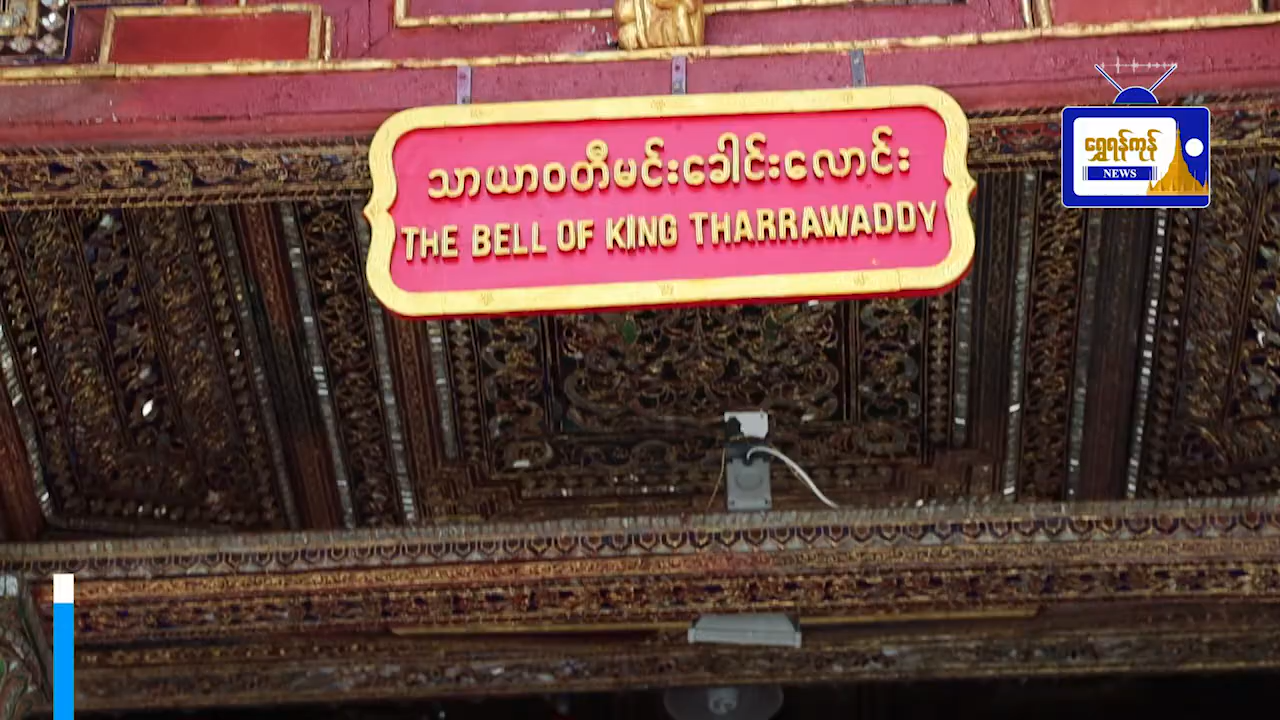 သာယာဝတီမင်းခေါင်းလောင်း
THE BELL OF KING THARRAWADDY
ရွှေရန်ကုန်
NEWS